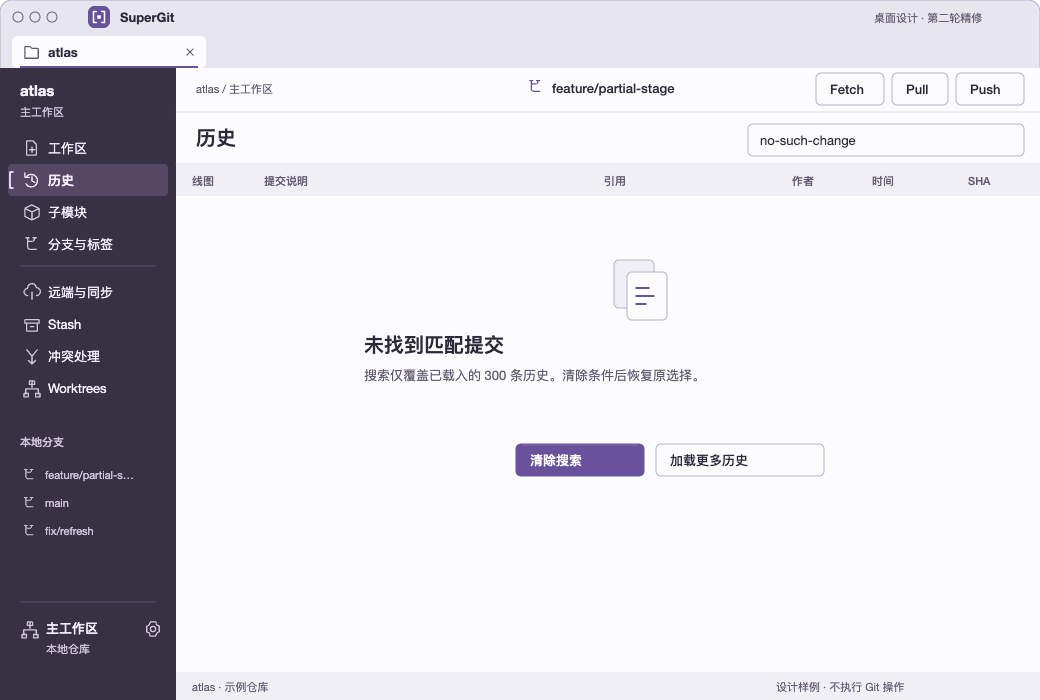 SuperGit
桌面设计 · 第二轮精修
atlas ×
atlas
主工作区
工作区
历史
子模块
分支与标签
远端与同步
Stash
冲突处理
Worktrees
本地分支
feature/partial-s...
main
fix/refresh
主工作区
本地仓库
atlas / 主工作区
feature/partial-stage
Fetch Pull Push
历史
no-such-change
线图 提交说明 引用 作者 时间 SHA
未找到匹配提交
搜索仅覆盖已载入的 300 条历史。清除条件后恢复原选择。
清除搜索 加载更多历史
atlas · 示例仓库
设计样例 · 不执行 Git 操作